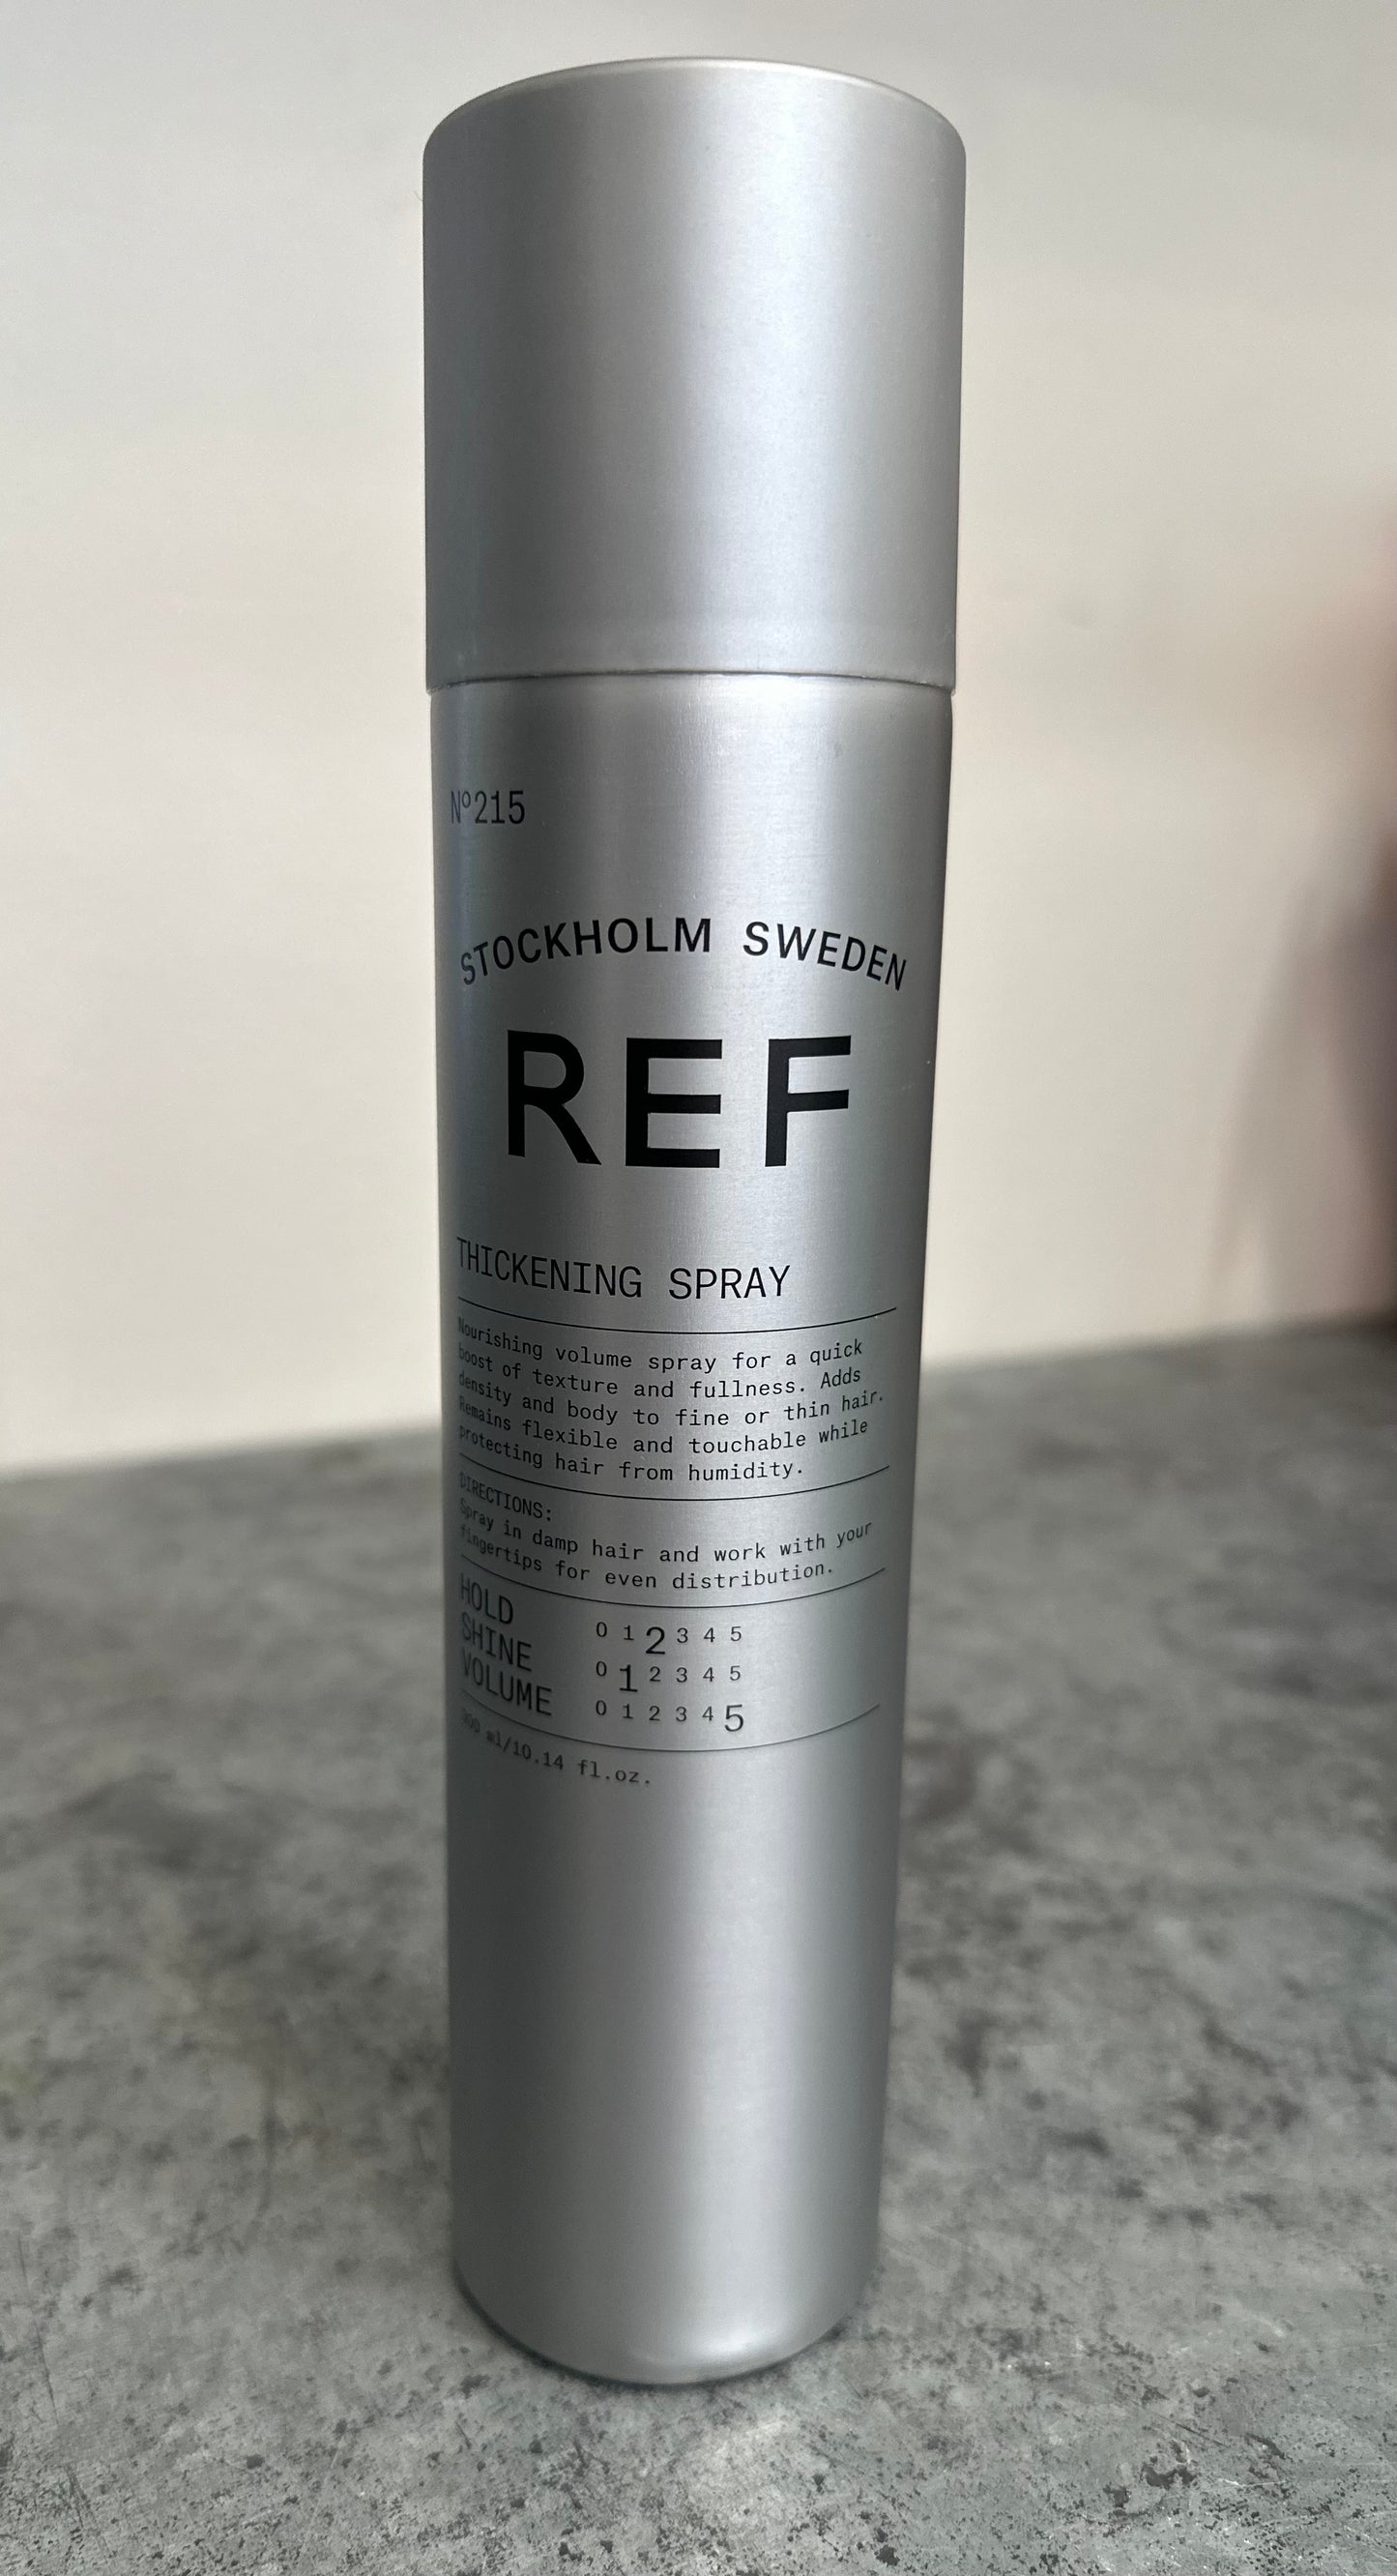 Nº215
STOCKHOLM SWEDEN
REF
THICKENING SPRAY
Nourishing volume spray for a quick
boost of texture and fullness. Adds
density and body to fine or thin hair.
Remains flexible and touchable while
protecting hair from humidity.
DIRECTIONS:
Spray in damp hair and work with your
fingertips for even distribution.
HOLD 0 1 2 3 4 5
SHINE 0 1 2 3 4 5
VOLUME 0 1 2 3 4 5
300 ml/10.14 fl.oz.